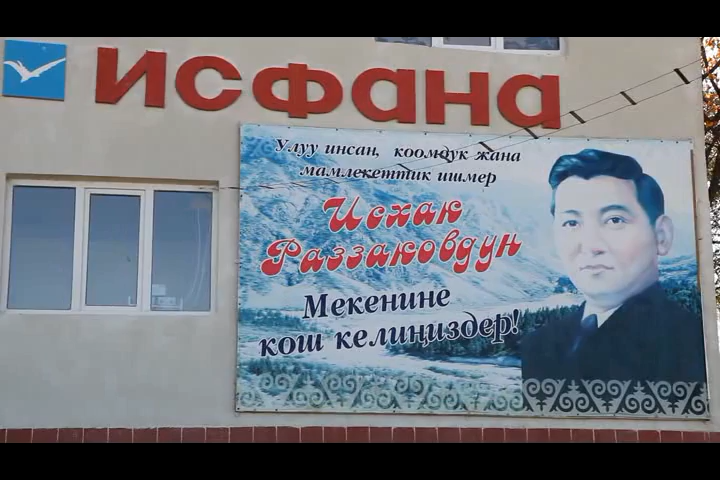 ИСФАНА
Улуу инсан, коомдук жана
мамлекеттик ишмер
Исхак
Раззаковдун
Мекенине
кош келиңиздер!